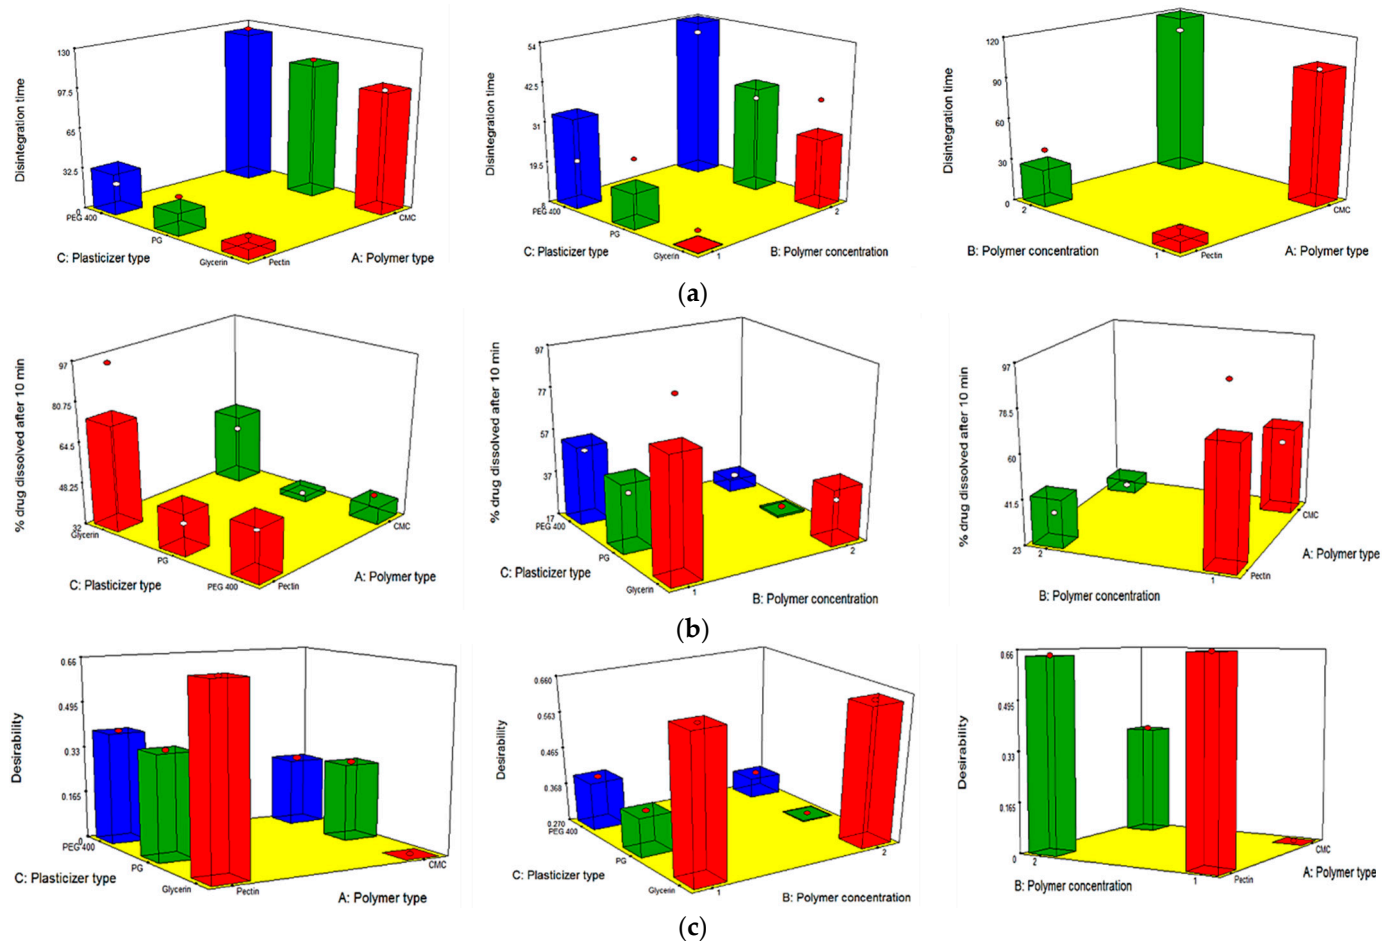 Disintegration time
130
97.5
65
32.5
0
PEG 400
PG
Glycerin
Pectin
CMC
C: Plasticizer type
A: Polymer type
Disintegration time
54
42.5
31
19.5
8
PEG 400
PG
Glycerin
1
2
C: Plasticizer type
B: Polymer concentration
Disintegration time
120
90
60
30
0
2
1
Pectin
CMC
B: Polymer concentration
A: Polymer type
(a)
% drug dissolved after 10 min
97
80.75
64.5
48.25
32
Glycerin
PG
PEG 400
Pectin
CMC
C: Plasticizer type
A: Polymer type
% drug dissolved after 10 min
97
77
57
37
17
PEG 400
PG
Glycerin
1
2
C: Plasticizer type
B: Polymer concentration
% drug dissolved after 10 min
97
78.5
60
41.5
23
2
1
Pectin
CMC
B: Polymer concentration
A: Polymer type
(b)
Desirability
0.66
0.495
0.33
0.165
0
PEG 400
PG
Glycerin
Pectin
CMC
C: Plasticizer type
A: Polymer type
Desirability
0.660
0.563
0.465
0.368
0.270
PEG 400
PG
Glycerin
1
2
C: Plasticizer type
B: Polymer concentration
Desirability
0.66
0.495
0.33
0.165
0
2
1
Pectin
CMC
B: Polymer concentration
A: Polymer type
(c)